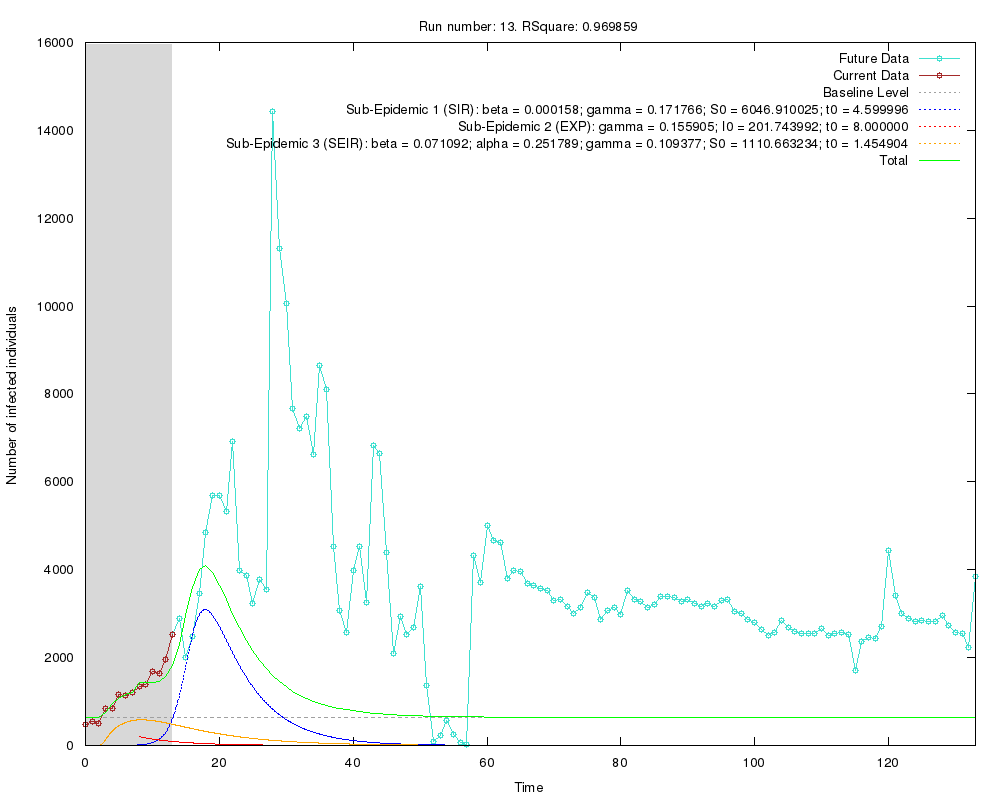 Run number: 13. RSquare: 0.969859
16000
14000
12000
10000
8000
6000
4000
2000
0
Number of infected individuals
Future Data
Current Data
Baseline Level
Sub-Epidemic 1 (SIR): beta = 0.000158; gamma = 0.171766; S0 = 6046.910025; t0 = 4.599996
Sub-Epidemic 2 (EXP): gamma = 0.155905; I0 = 201.743992; t0 = 8.000000
Sub-Epidemic 3 (SEIR): beta = 0.071092; alpha = 0.251789; gamma = 0.109377; S0 = 1110.663234; t0 = 1.454904
Total
0 20 40 60 80 100 120
Time